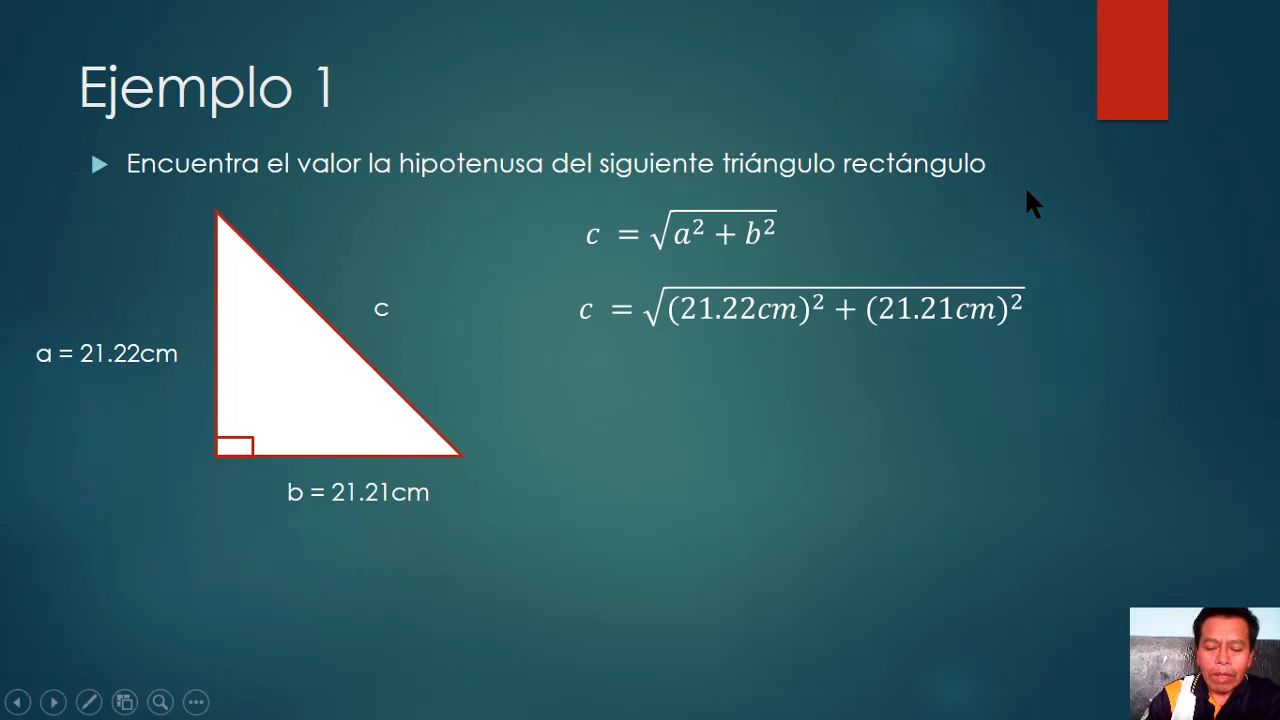 Ejemplo 1
Encuentra el valor la hipotenusa del siguiente triángulo rectángulo
c = √(a² + b²)
c = √((21.22cm)² + (21.21cm)²)
c
a = 21.22cm
b = 21.21cm